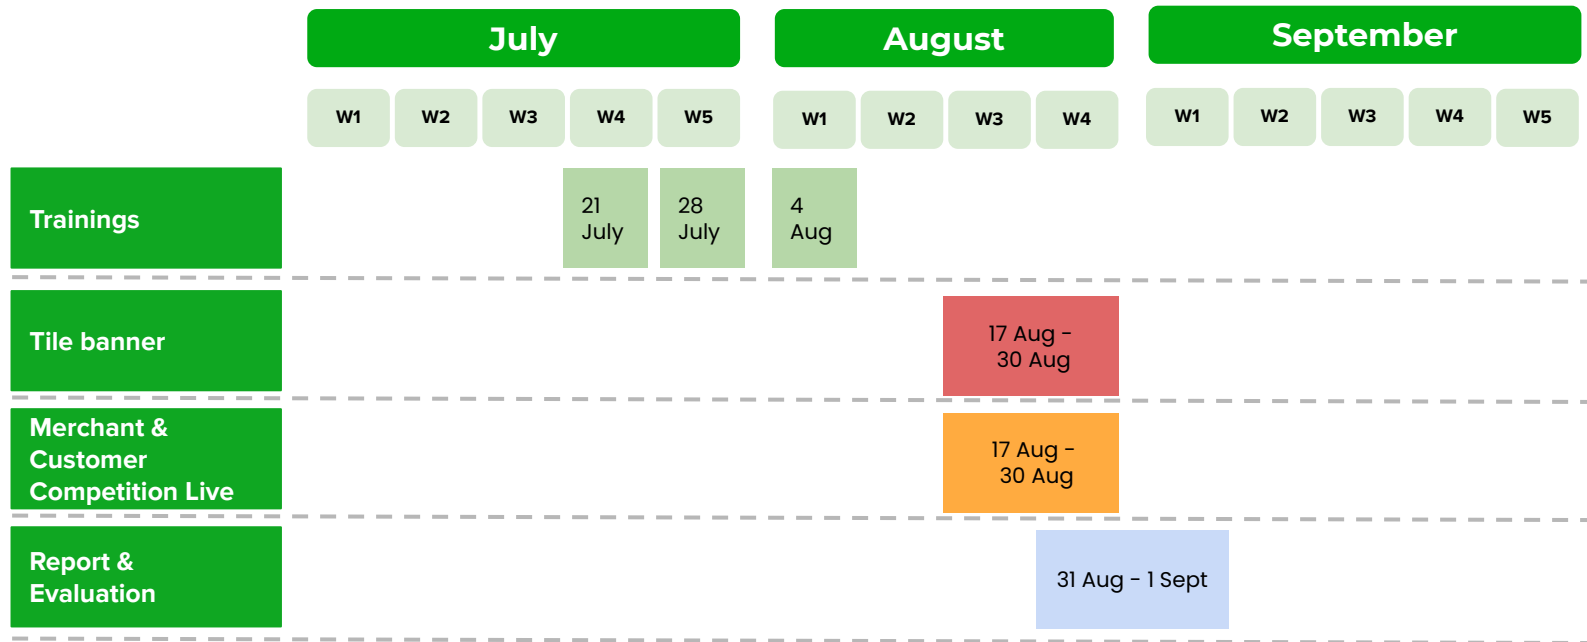 July
August
September
W1
W2
W3
W4
W5
W1
W2
W3
W4
W1
W2
W3
W4
W5
Trainings
21
July
28
July
4
Aug
Tile banner
17 Aug -
30 Aug
Merchant &
Customer
Competition Live
17 Aug -
30 Aug
Report &
Evaluation
31 Aug - 1 Sept